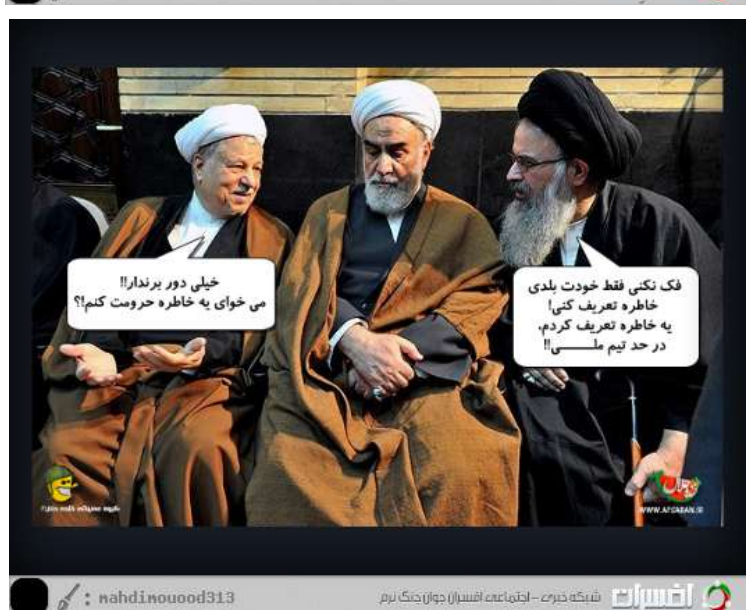 فک نکنی فقط خودت بلدی
خاطره تعریف کنی!
یه خاطره تعریف کردم،
در حد تیم ملـــــی!!
خیلی دور برندار!!
می خوای یه خاطره حرومت کنم!؟
WWW.AFSARAN.IR
: mahdimouood313
شبکه خبری - اجتماعی افسران جوان جنگ نرم
افسران